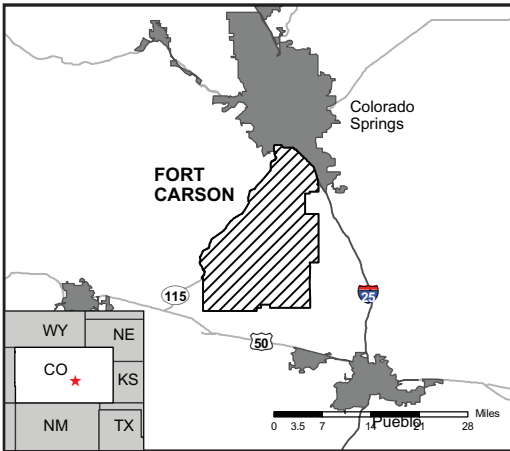 Colorado
Springs
FORT
CARSON
115
25
50
WY
NE
CO
KS
NM
TX
Pueblo
Miles
0 3.5 7 14 21 28